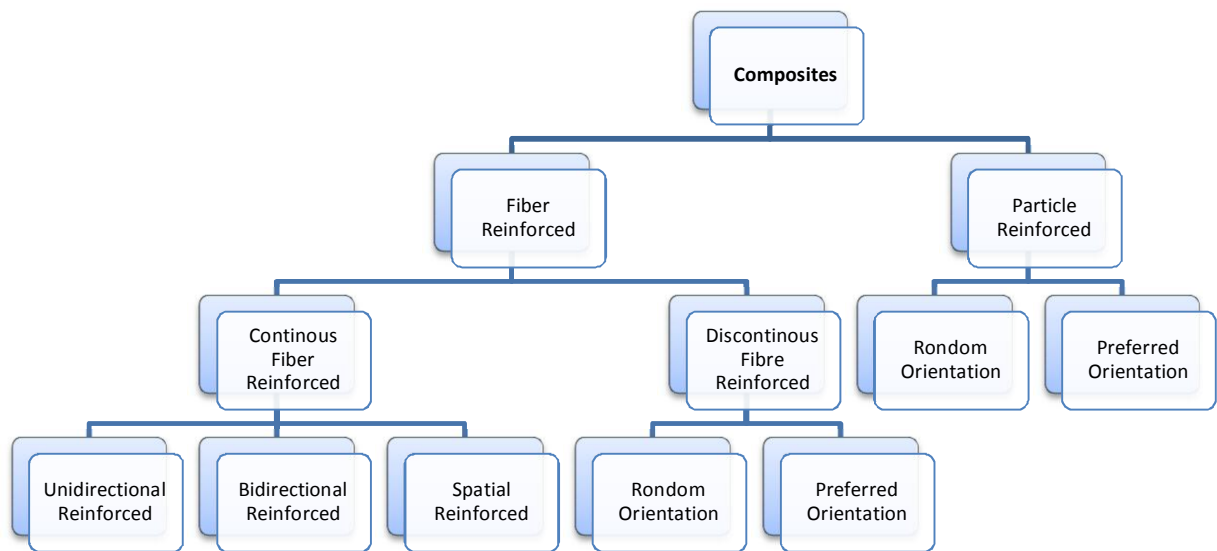 Composites
Fiber
Reinforced
Particle
Reinforced
Continous
Fiber
Reinforced
Discontinous
Fibre
Reinforced
Rondom
Orientation
Preferred
Orientation
Unidirectional
Reinforced
Bidirectional
Reinforced
Spatial
Reinforced
Rondom
Orientation
Preferred
Orientation